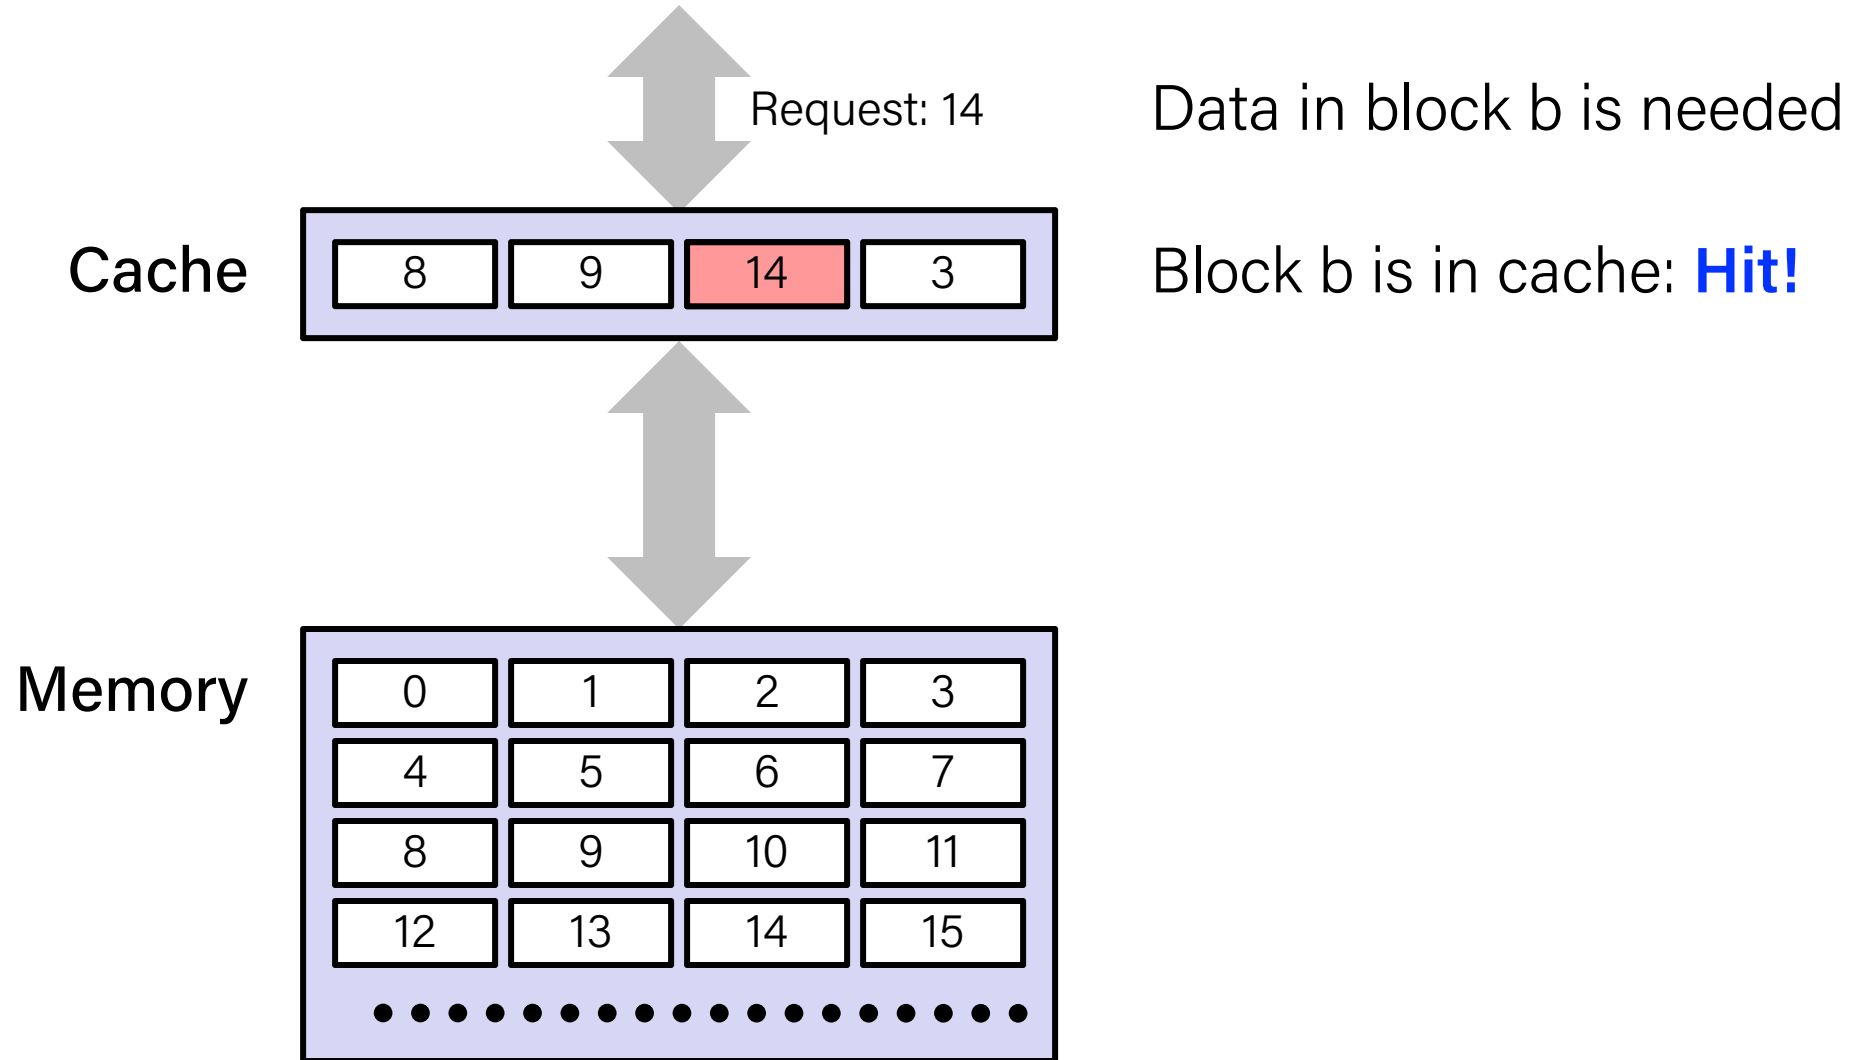 Request: 14
Data in block b is needed
Cache
8 9 14 3
Block b is in cache: Hit!
Memory
0 1 2 3
4 5 6 7
8 9 10 11
12 13 14 15